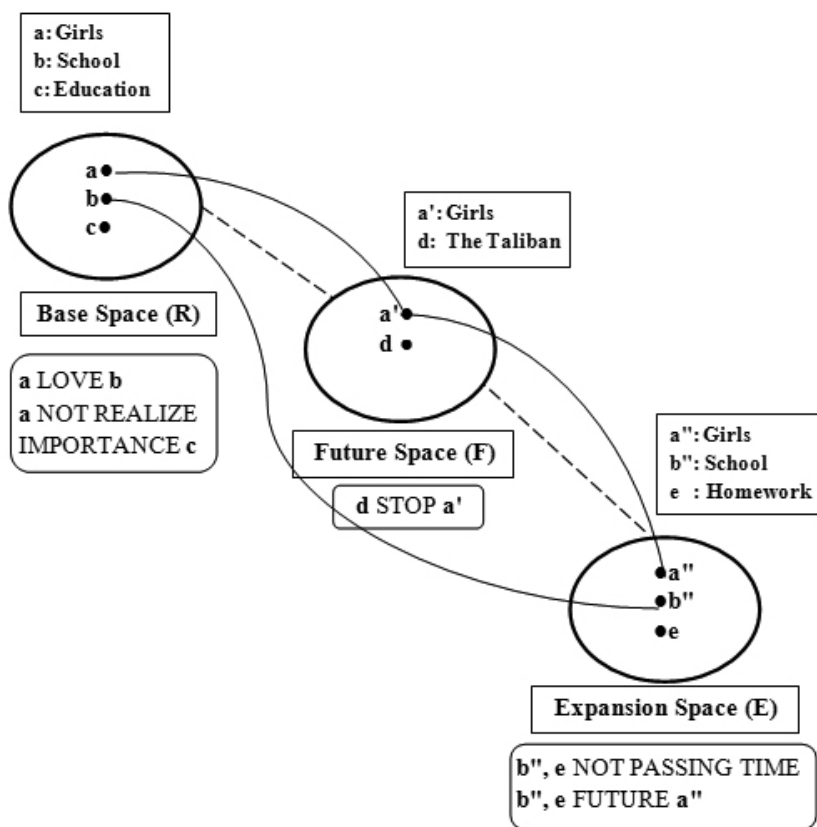 a: Girls
b: School
c: Education
a
b
c
Base Space (R)
a LOVE b
a NOT REALIZE
IMPORTANCE c
a': Girls
d: The Taliban
a'
d
Future Space (F)
d STOP a'
a": Girls
b": School
e : Homework
a"
b"
e
Expansion Space (E)
b", e NOT PASSING TIME
b", e FUTURE a"